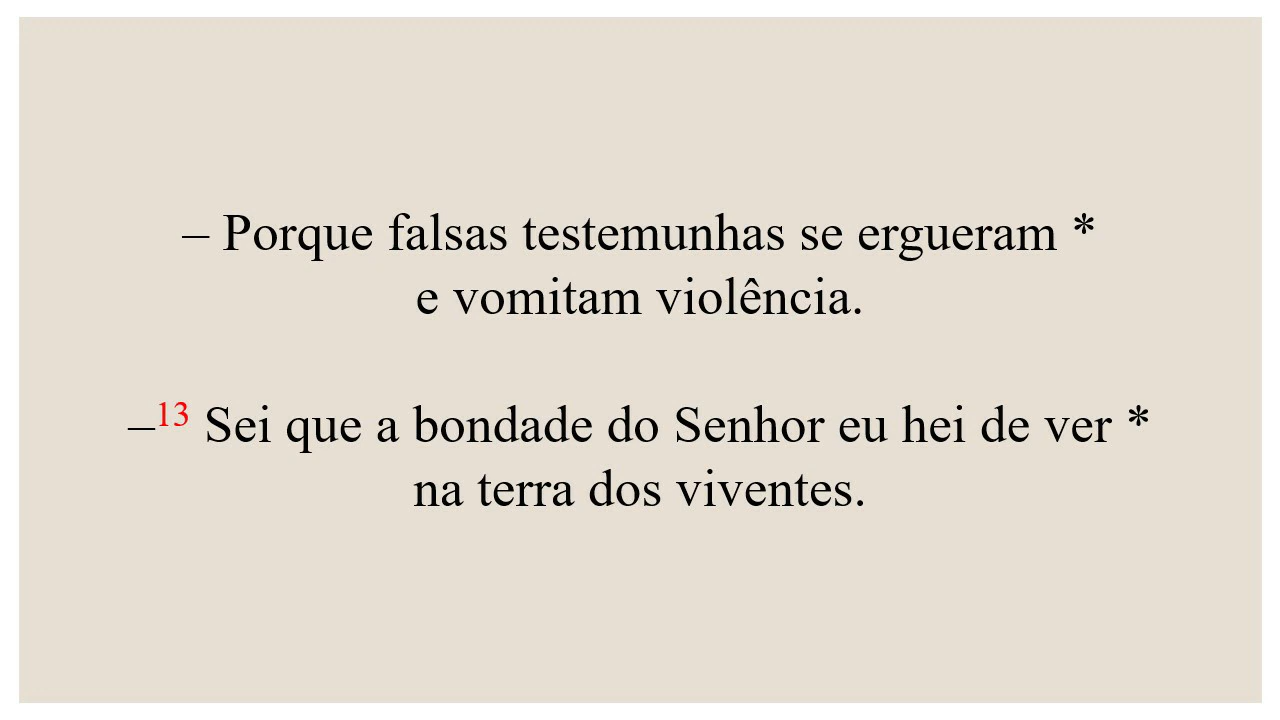 – Porque falsas testemunhas se ergueram *
e vomitam violência.
–13 Sei que a bondade do Senhor eu hei de ver *
na terra dos viventes.